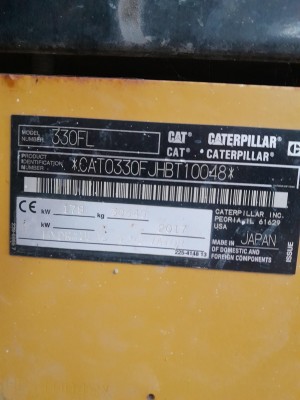 MODEL NUMBER 330FL
CAT® CATERPILLAR®
PRODUCT IDENTIFICATION NUMBER
CAT® CATERPILLAR®
*CAT0330FJHBT10048*
CE
kW kg
kW
2017
CATERPILLAR INC.
PEORIA, IL 61629
USA
MADE IN JAPAN
OF DOMESTIC AND
FOREIGN COMPONENTS
ISSUE